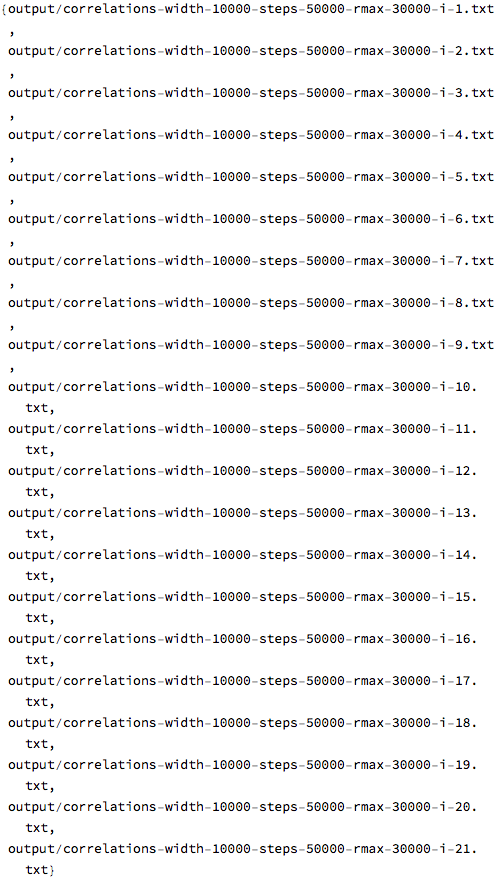 {output/correlations-width-10000-steps-50000-rmax-30000-i-1.txt
,
output/correlations-width-10000-steps-50000-rmax-30000-i-2.txt
,
output/correlations-width-10000-steps-50000-rmax-30000-i-3.txt
,
output/correlations-width-10000-steps-50000-rmax-30000-i-4.txt
,
output/correlations-width-10000-steps-50000-rmax-30000-i-5.txt
,
output/correlations-width-10000-steps-50000-rmax-30000-i-6.txt
,
output/correlations-width-10000-steps-50000-rmax-30000-i-7.txt
,
output/correlations-width-10000-steps-50000-rmax-30000-i-8.txt
,
output/correlations-width-10000-steps-50000-rmax-30000-i-9.txt
,
output/correlations-width-10000-steps-50000-rmax-30000-i-10.
txt,
output/correlations-width-10000-steps-50000-rmax-30000-i-11.
txt,
output/correlations-width-10000-steps-50000-rmax-30000-i-12.
txt,
output/correlations-width-10000-steps-50000-rmax-30000-i-13.
txt,
output/correlations-width-10000-steps-50000-rmax-30000-i-14.
txt,
output/correlations-width-10000-steps-50000-rmax-30000-i-15.
txt,
output/correlations-width-10000-steps-50000-rmax-30000-i-16.
txt,
output/correlations-width-10000-steps-50000-rmax-30000-i-17.
txt,
output/correlations-width-10000-steps-50000-rmax-30000-i-18.
txt,
output/correlations-width-10000-steps-50000-rmax-30000-i-19.
txt,
output/correlations-width-10000-steps-50000-rmax-30000-i-20.
txt,
output/correlations-width-10000-steps-50000-rmax-30000-i-21.
txt}